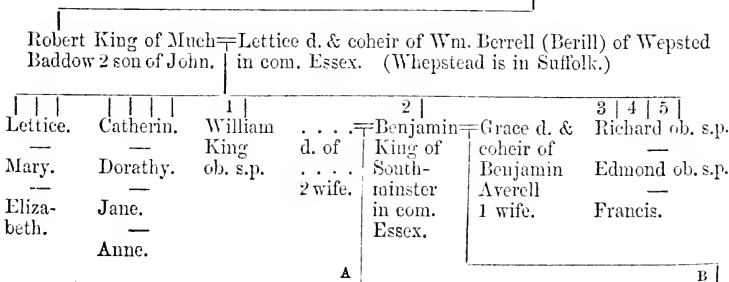 Robert King of Much╤Lettice d. & coheir of Wm. Berrell (Berill) of Wepsted
Baddow 2 son of John. in com. Essex. (Whepstead is in Suffolk.)
1 2 3 4 5
Lettice. Catherin. William . . . .╤Benjamin╤Grace d. & Richard ob. s.p.
— — King d. of King of coheir of —
Mary. Dorathy. ob. s.p. . . . . South- Benjamin Edmond ob. s.p.
— — 2 wife. minster Averell —
Eliza- Jane. in com. 1 wife. Francis.
beth. — Essex.
Anne.
A B